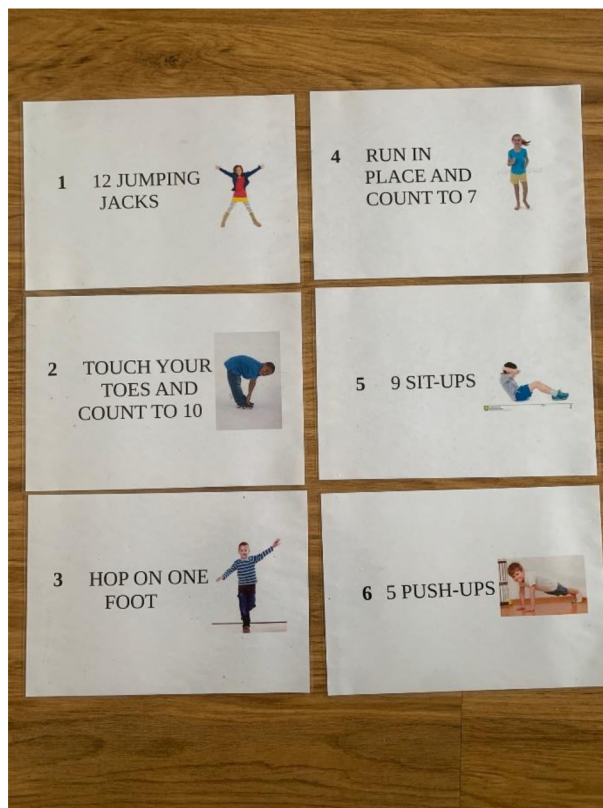 1 12 JUMPING
JACKS
2 TOUCH YOUR
TOES AND
COUNT TO 10
3 HOP ON ONE
FOOT
4 RUN IN
PLACE AND
COUNT TO 7
5 9 SIT-UPS
6 5 PUSH-UPS